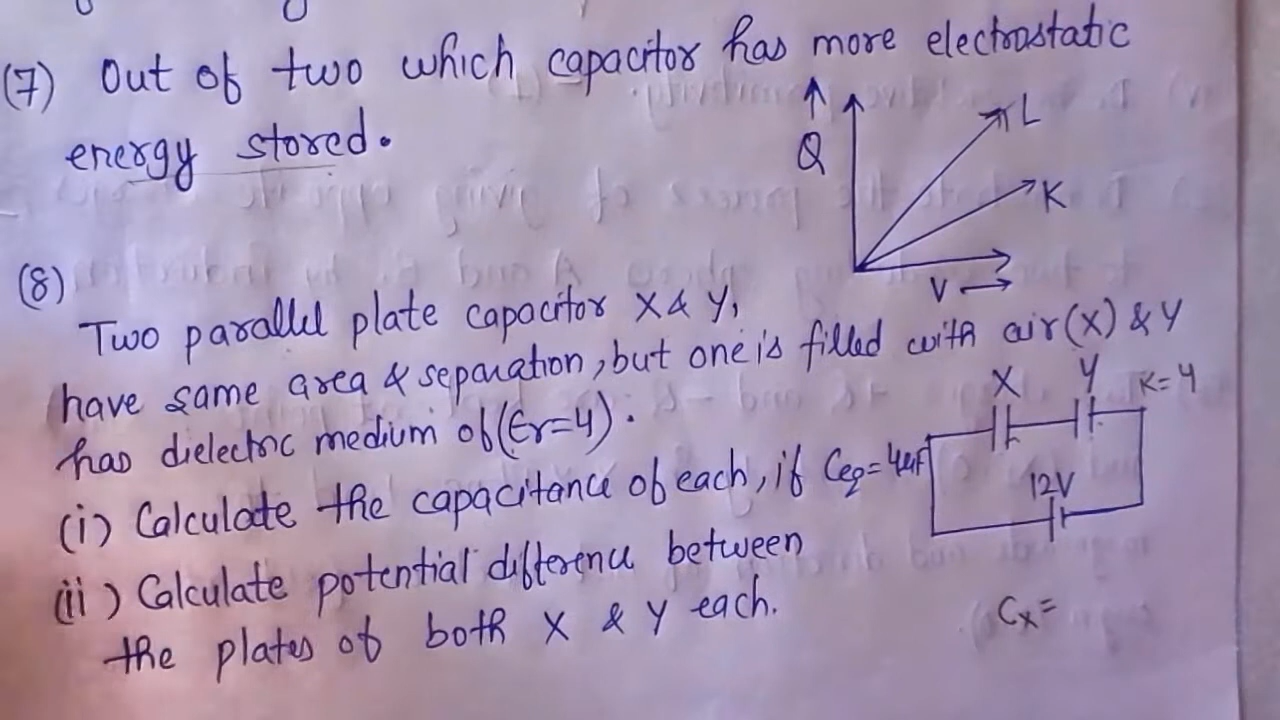 (7) Out of two which capacitor has more electrostatic
energy stored.
Q
L
K
V
(8)
Two parallel plate capacitor X & Y,
have same area & separation, but one is filled with air(X) & Y
has dielectric medium of (Er=4).
X Y K=4
(i) Calculate the capacitance of each, if Ceq=4uF
12V
(ii) Calculate potential difference between
the plates of both X & Y each.
Cx=